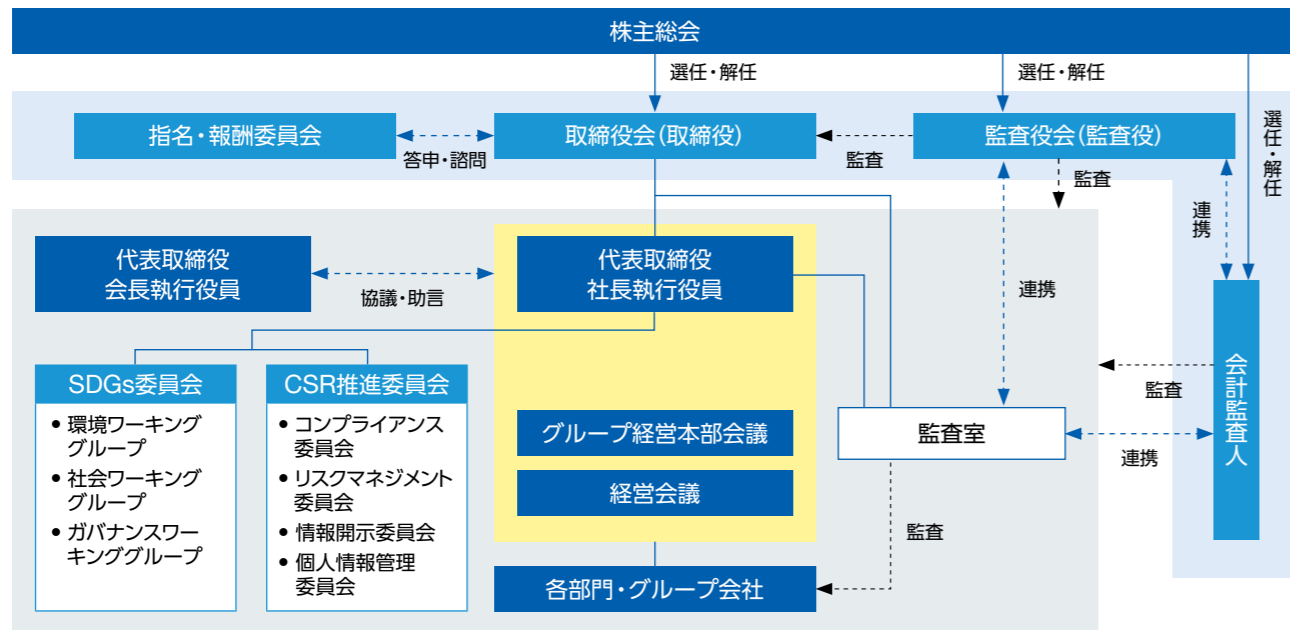 株主総会
選任・解任
選任・解任
選任・解任
指名・報酬委員会
答申・諮問
取締役会(取締役)
監査
監査役会(監査役)
監査
連携
代表取締役
会長執行役員
協議・助言
代表取締役
社長執行役員
連携
SDGs委員会
• 環境ワーキング
グループ
• 社会ワーキング
グループ
• ガバナンスワー
キンググループ
CSR推進委員会
• コンプライアンス
委員会
• リスクマネジメント
委員会
• 情報開示委員会
• 個人情報管理
委員会
グループ経営本部会議
経営会議
監査室
監査
連携
会計監査人
監査
各部門・グループ会社